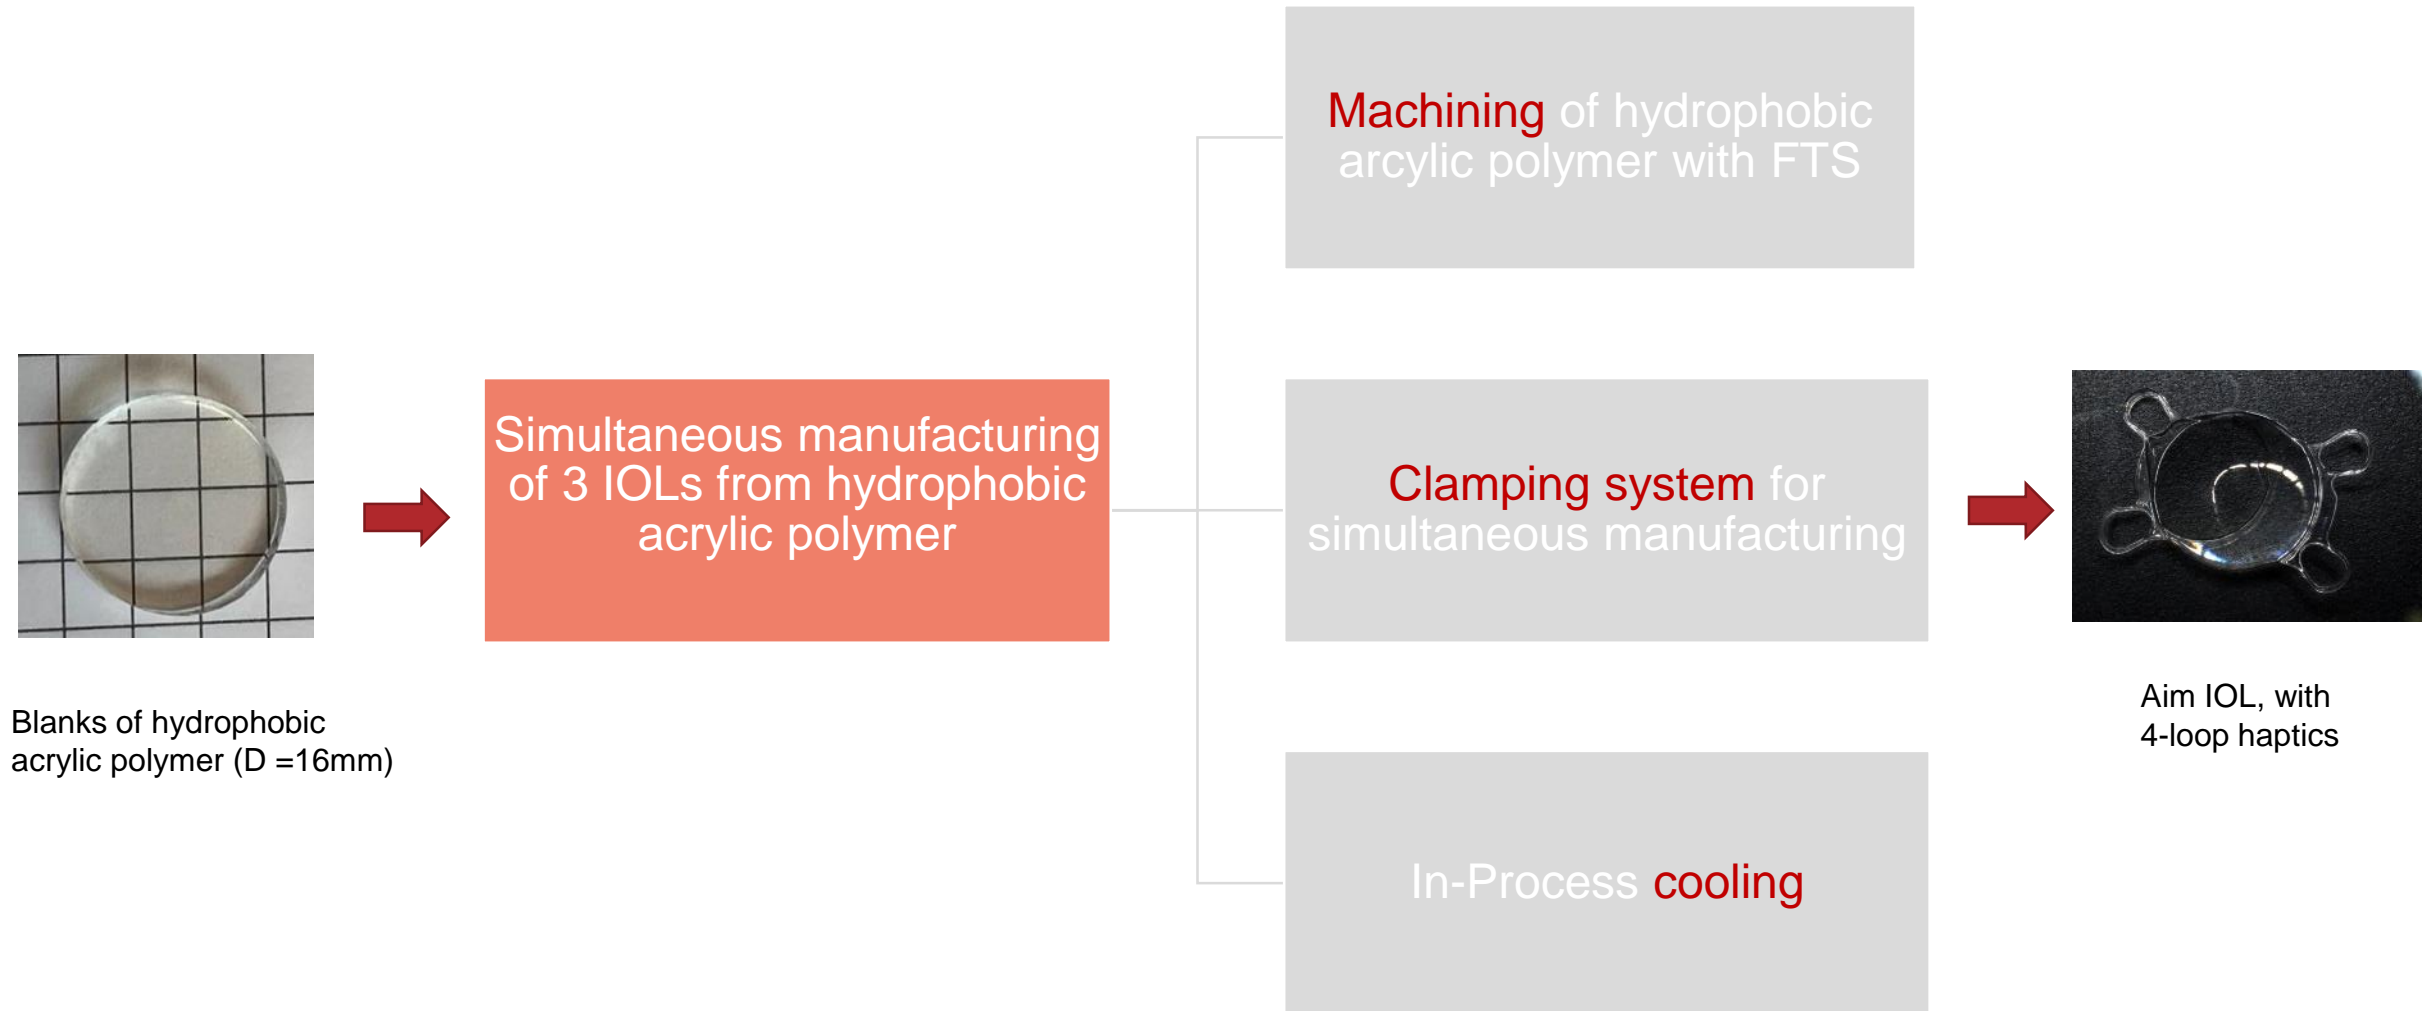 Machining of hydrophobic
arcylic polymer with FTS
Simultaneous manufacturing
of 3 IOLs from hydrophobic
acrylic polymer
Clamping system for
simultaneous manufacturing
In-Process cooling
Blanks of hydrophobic
acrylic polymer (D =16mm)
Aim IOL, with
4-loop haptics